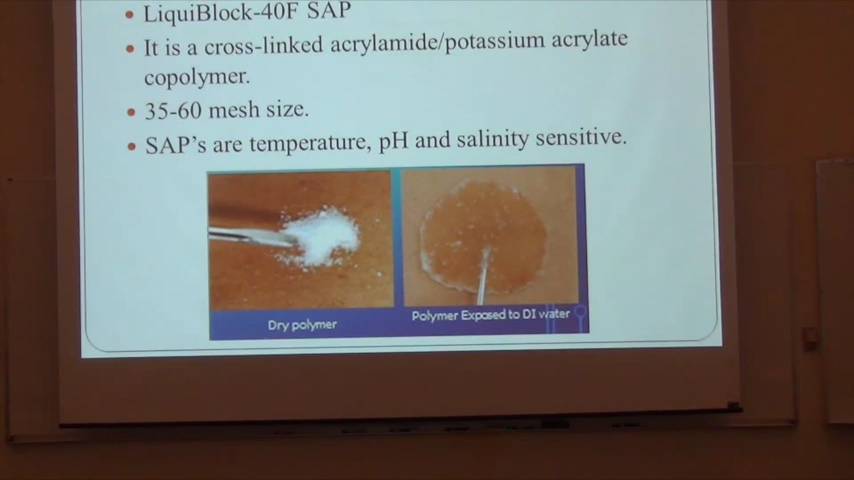 LiquiBlock-40F SAP
It is a cross-linked acrylamide/potassium acrylate
copolymer.
35-60 mesh size.
SAP's are temperature, pH and salinity sensitive.
Dry polymer
Polymer Exposed to DI water